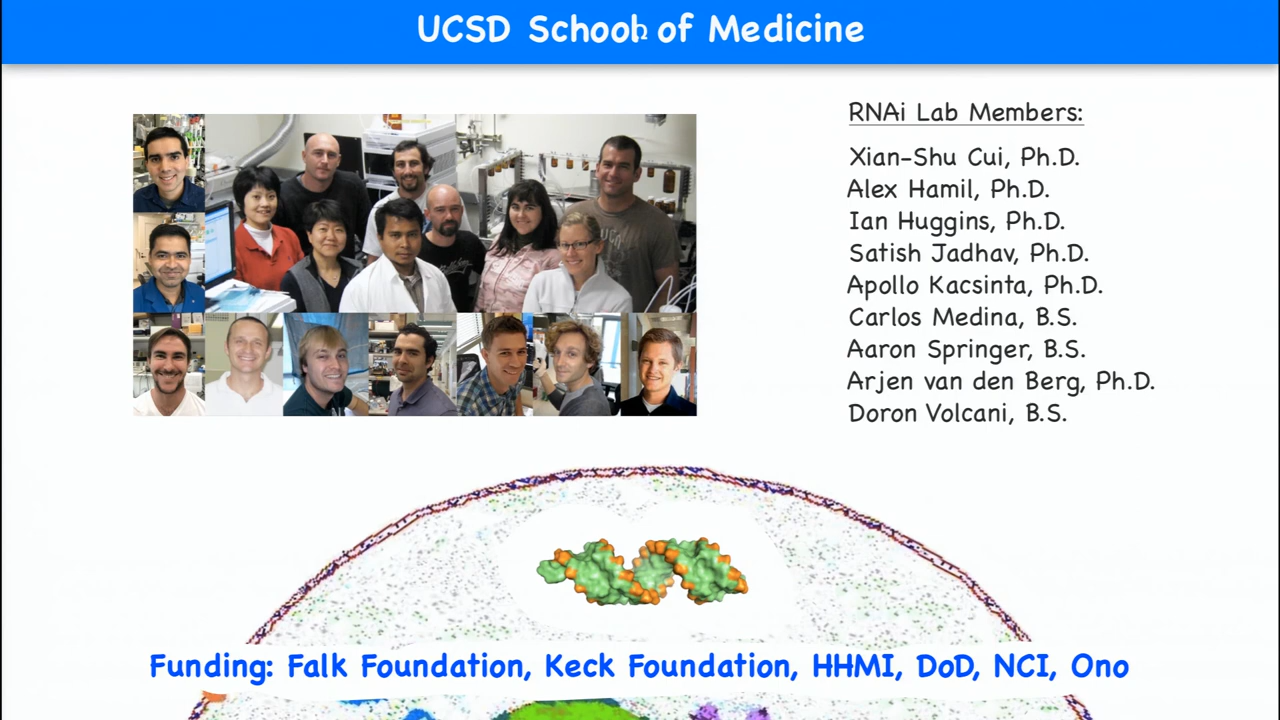 UCSD School of Medicine
RNAi Lab Members:
Xian-Shu Cui, Ph.D.
Alex Hamil, Ph.D.
Ian Huggins, Ph.D.
Satish Jadhav, Ph.D.
Apollo Kacsinta, Ph.D.
Carlos Medina, B.S.
Aaron Springer, B.S.
Arjen van den Berg, Ph.D.
Doron Volcani, B.S.
Funding: Falk Foundation, Keck Foundation, HHMI, DoD, NCI, Ono